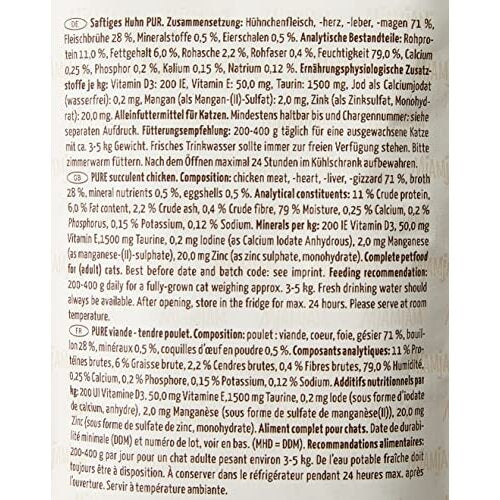 DE Saftiges Huhn PUR. Zusammensetzung: Hühnchenfleisch, -herz, -leber, -magen 71 %,
Fleischbrühe 28 %, Mineralstoffe 0,5 %, Eierschalen 0,5 %. Analytische Bestandteile: Rohpro-
tein 11,0 %, Fettgehalt 6,0 %, Rohasche 2,2 %, Rohfaser 0,4 %, Feuchtigkeit 79,0 %, Calcium
0,25 %, Phosphor 0,2 %, Kalium 0,15 %, Natrium 0,12 %. Ernährungsphysiologische Zusatz-
stoffe je kg: Vitamin D3: 200 IE, Vitamin E: 50,0 mg, Taurin: 1500 mg, Jod als Calciumjodat
(wasserfrei): 0,2 mg, Mangan (als Mangan-(II)-Sulfat): 2,0 mg, Zink (als Zinksulfat, Monohyd-
rat): 20,0 mg. Alleinfuttermittel für Katzen. Mindestens haltbar bis und Chargennummer: siehe
separaten Aufdruck. Fütterungsempfehlung: 200-400 g täglich für eine ausgewachsene Katze
mit ca. 3-5 kg Gewicht. Frisches Trinkwasser sollte immer zur freien Verfügung stehen. Bitte
zimmerwarm füttern. Nach dem Öffnen maximal 24 Stunden im Kühlschrank aufbewahren.
GB PURE succulent chicken. Composition: chicken meat, -heart, -liver, -gizzard 71 %, broth
28 %, mineral nutrients 0,5 %, eggshells 0,5 %. Analytical constituents: 11 % Crude protein,
6,0 % Fat content, 2,2 % Crude ash, 0,4 % Crude fibre, 79 % Moisture, 0,25 % Calcium, 0,2 %
Phosphorus, 0,15 % Potassium, 0,12 % Sodium. Minerals per kg: 200 IE Vitamin D3, 50,0 mg
Vitamin E,1500 mg Taurine, 0,2 mg Iodine (as Calcium Iodate Anhydrous), 2,0 mg Manganese
(as manganese-(II)-sulfate), 20,0 mg Zinc (as zinc sulphate, monohydrate). Complete petfood
for (adult) cats. Best before date and batch code: see imprint. Feeding recommendation:
200-400 g daily for a fully-grown cat weighing approx. 3-5 kg. Fresh drinking water should
always be available. After opening, store in the fridge for max. 24 hours. Please serve at room
temperature.
FR PURE viande - tendre poulet. Composition: poulet : viande, coeur, foie, gésier 71 %, bouil-
lon 28 %, minéraux 0,5 %, coquilles d'œuf en poudre 0,5 %. Composants analytiques: 11 % Pro-
téines brutes, 6 % Graisse brute, 2,2 % Cendres brutes, 0,4 % Fibres brutes, 79,0 % Humidité,
0,25 % Calcium, 0,2 % Phosphore, 0,15 % Potassium, 0,12 % Sodium. Additifs nutritionnels par
kg: 200 UI Vitamine D3, 50,0 mg Vitamine E,1500 mg Taurine, 0,2 mg Iode (sous forme d'iodate
de calcium, anhydre), 2,0 mg Manganèse (sous forme de sulfate de manganèse(II)), 20,0 mg
Zinc (sous forme de sulfate de zinc, monohydrate). Aliment complet pour chats. Date de durabi-
lité minimale (DDM) et numéro de lot, voir en bas. (MHD = DDM). Recommandations alimentaires:
200-400 g par jour pour un chat adulte pesant environ 3-5 kg. De l'eau potable fraîche doit
toujours être à disposition. À conserver dans le réfrigérateur pendant 24 heures max. après
l'ouverture. Servir à température ambiante.